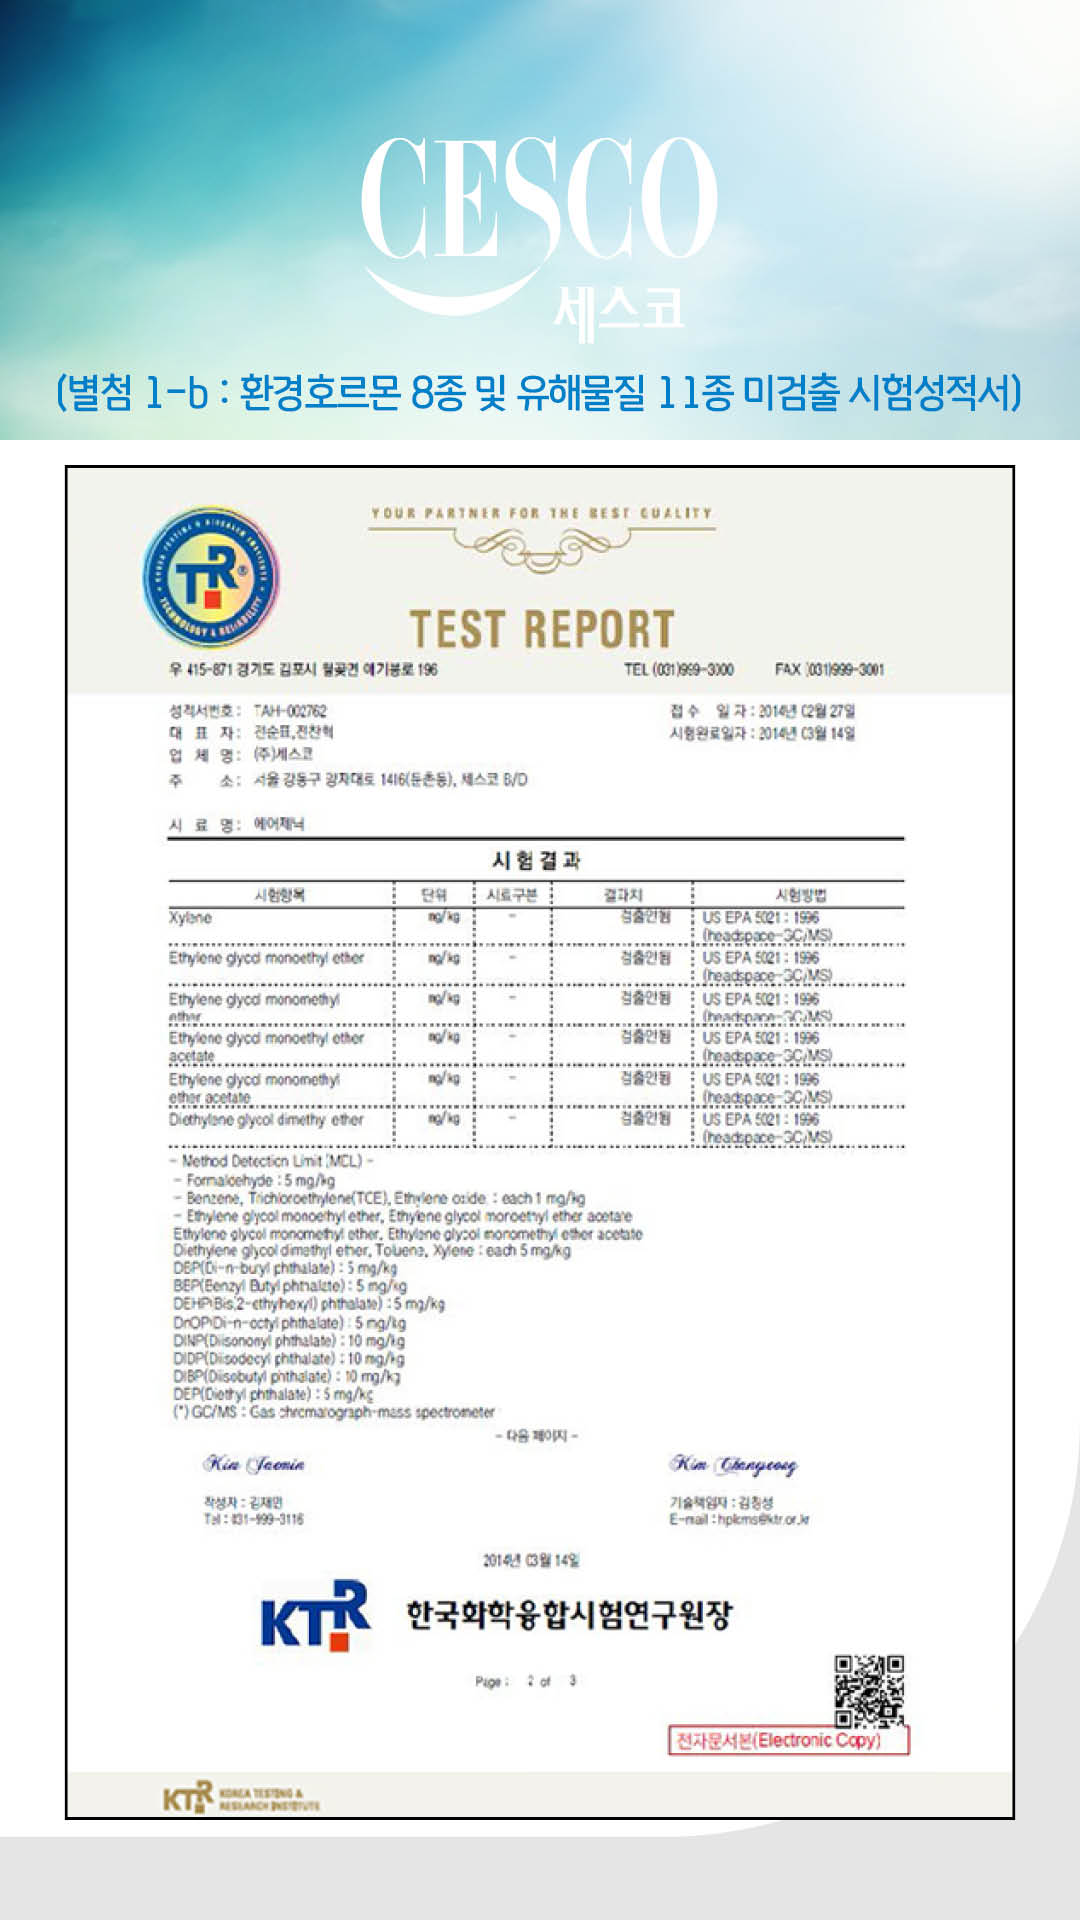 CESCO
세스코
(별첨 1-b : 환경호르몬 8종 및 유해물질 11종 미검출 시험성적서)
YOUR PARTNER FOR THE BEST QUALITY
KOREA TESTING & RESEARCH INSTITUTE
TR®
TECHNOLOGY & RELIABILITY
TEST REPORT
우 415-871 경기도 김포시 월곶면 애기봉로 196 TEL (031)999-3000 FAX (031)999-3001
성적서번호 : TAH-002762 접 수 일 자 : 2014년 02월 27일
대 표 자 : 전순표,전찬혁 시험완료일자 : 2014년 03월 14일
업 체 명 : (주)세스코
주 소 : 서울 강동구 양재대로 1416(둔촌동), 세스코 B/D
시 료 명 : 에어제닉
시 험 결 과
시험항목 단위 시료구분 결과치 시험방법
Xylene mg/kg - 검출안됨 US EPA 5021 : 1996
(headspace-GC/MS)
Ethylene glycol monoethyl ether mg/kg - 검출안됨 US EPA 5021 : 1996
(headspace-GC/MS)
Ethylene glycol monomethyl mg/kg - 검출안됨 US EPA 5021 : 1996
ether (headspace-GC/MS)
Ethylene glycol monoethyl ether mg/kg - 검출안됨 US EPA 5021 : 1996
acetate (headspace-GC/MS)
Ethylene glycol monomethyl mg/kg - 검출안됨 US EPA 5021 : 1996
ether acetate (headspace-GC/MS)
Diethylene glycol dimethy ether mg/kg - 검출안됨 US EPA 5021 : 1996
(headspace-GC/MS)
- Method Detection Limit (MDL) -
- Formaldehyde : 5 mg/kg
- Benzene, Trichloroethylene(TCE), Ethylene oxide : each 1 mg/kg
- Ethylene glycol monoethyl ether, Ethylene glycol monoethyl ether acetate
Ethylene glycol monomethyl ether, Ethylene glycol monomethyl ether acetate
Diethylene glycol dimethyl ether, Toluene, Xylene : each 5 mg/kg
DBP(Di-n-butyl phthalate) : 5 mg/kg
BBP(Benzyl Butyl phthalate) : 5 mg/kg
DEHP(Bis(2-ethylhexyl) phthalate) : 5 mg/kg
DnOP(Di-n-octyl phthalate) : 5 mg/kg
DINP(Diisononyl phthalate) : 10 mg/kg
DIDP(Diisodecyl phthalate) : 10 mg/kg
DIBP(Diisobutyl phthalate) : 10 mg/kg
DEP(Diethyl phthalate) : 5 mg/kg
(*) GC/MS : Gas chromatograph-mass spectrometer
- 다음 페이지 -
Kim Jaemin Kim Changseong
작성자 : 김재민 기술책임자 : 김창성
Tel : 031-999-3116 E-mail : hpkms@ktr.or.kr
2014년 03월 14일
KTR 한국화학융합시험연구원장
Page : 2 of 3
전자문서본(Electronic Copy)
KTR KOREA TESTING &
RESEARCH INSTITUTE